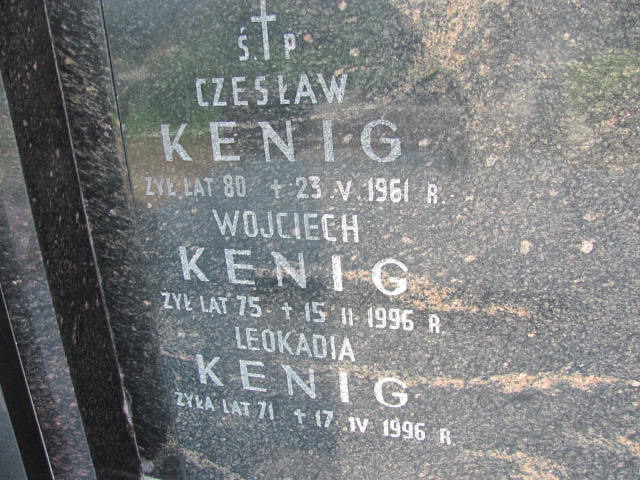 Ś. P
CZESŁAW
KENIG
ŻYŁ LAT 80 + 23.V.1961 R.
WOJCIECH
KENIG
ŻYŁ LAT 75 + 15 II 1996 R.
LEOKADIA
KENIG
ŻYŁA LAT 71 + 17.IV 1996 R